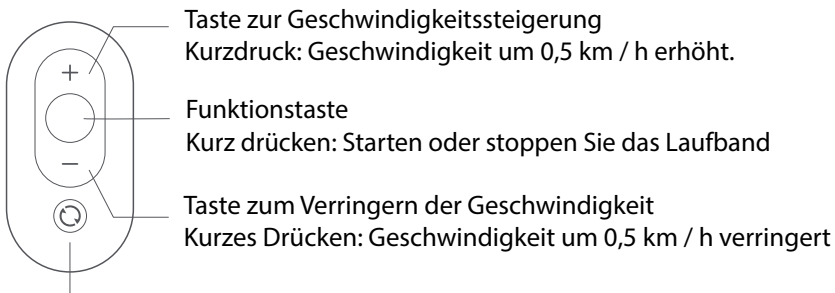 Taste zur Geschwindigkeitssteigerung
Kurzdruck: Geschwindigkeit um 0,5 km / h erhöht.
Funktionstaste
Kurz drücken: Starten oder stoppen Sie das Laufband
Taste zum Verringern der Geschwindigkeit
Kurzes Drücken: Geschwindigkeit um 0,5 km / h verringert